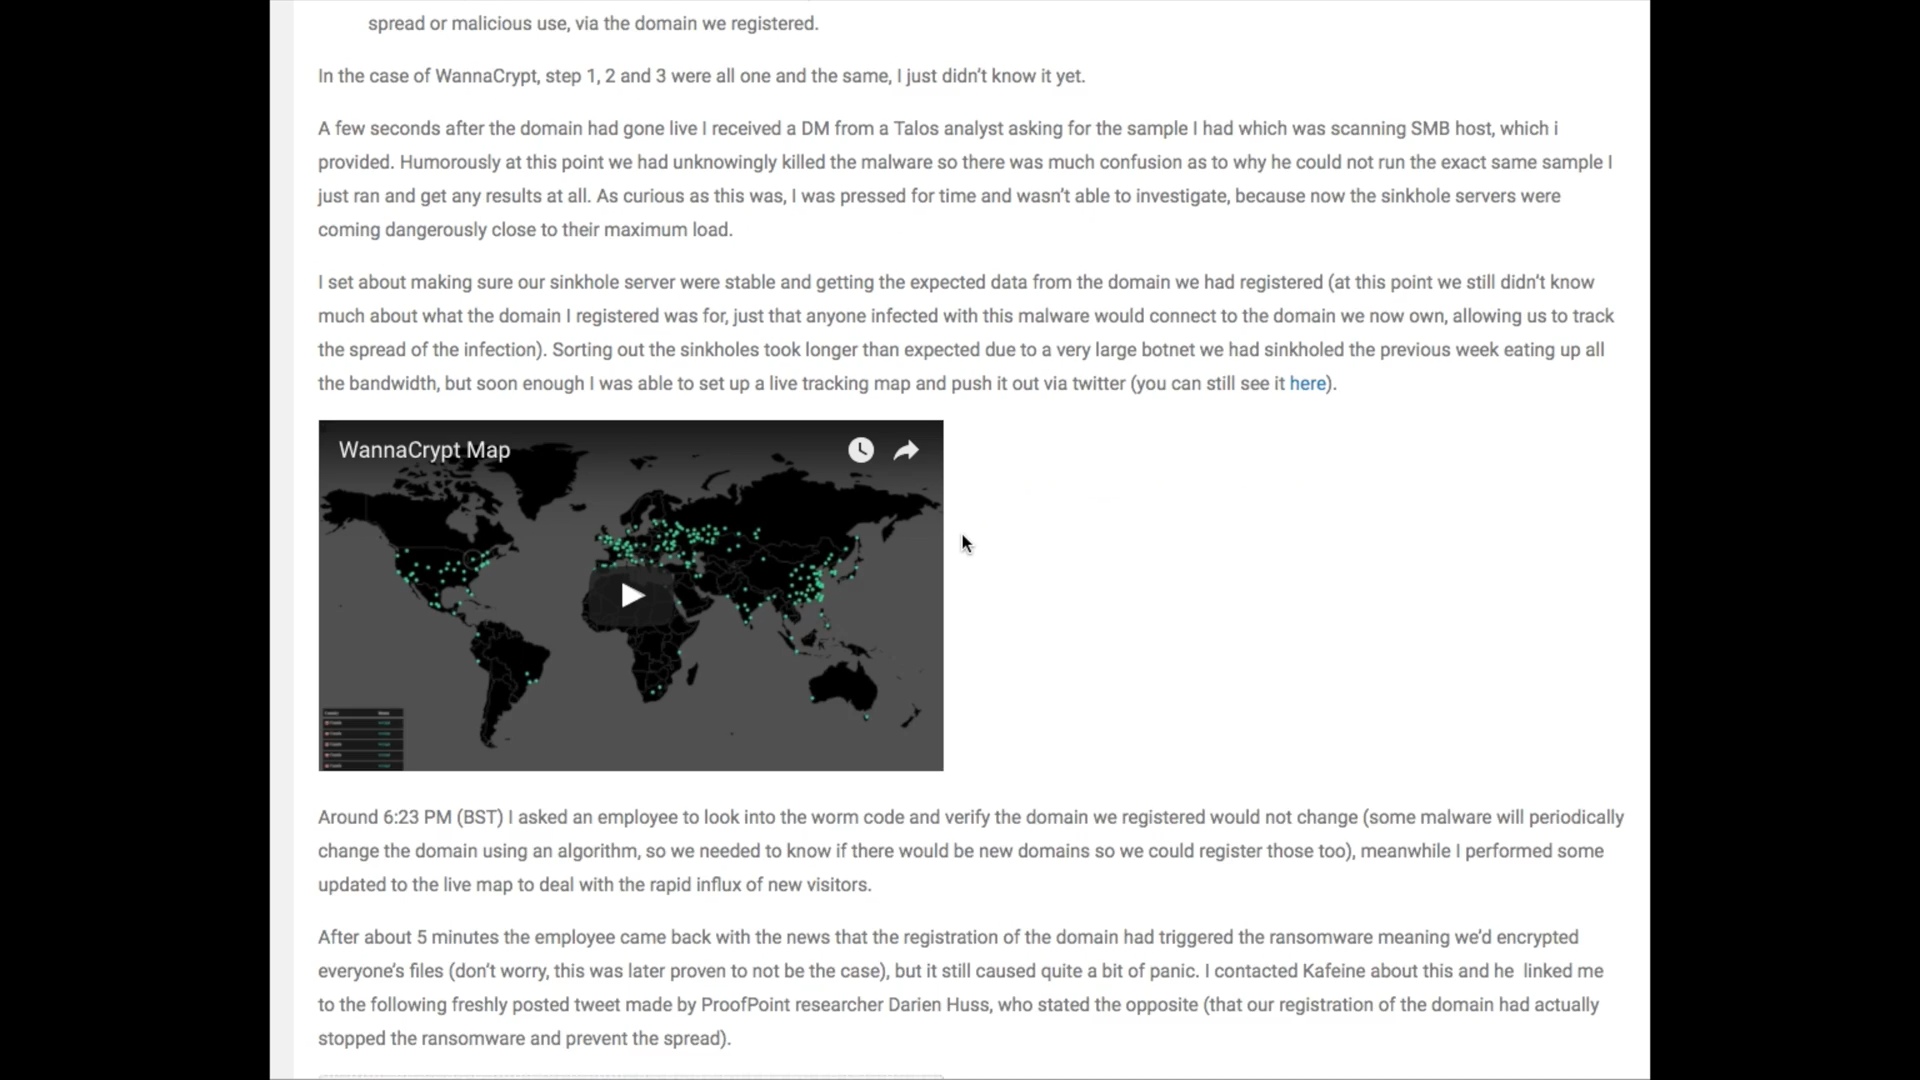 spread or malicious use, via the domain we registered.
In the case of WannaCrypt, step 1, 2 and 3 were all one and the same, I just didn’t know it yet.
A few seconds after the domain had gone live I received a DM from a Talos analyst asking for the sample I had which was scanning SMB host, which i
provided. Humorously at this point we had unknowingly killed the malware so there was much confusion as to why he could not run the exact same sample I
just ran and get any results at all. As curious as this was, I was pressed for time and wasn’t able to investigate, because now the sinkhole servers were
coming dangerously close to their maximum load.
I set about making sure our sinkhole server were stable and getting the expected data from the domain we had registered (at this point we still didn’t know
much about what the domain I registered was for, just that anyone infected with this malware would connect to the domain we now own, allowing us to track
the spread of the infection). Sorting out the sinkholes took longer than expected due to a very large botnet we had sinkholed the previous week eating up all
the bandwidth, but soon enough I was able to set up a live tracking map and push it out via twitter (you can still see it here).
WannaCrypt Map
Around 6:23 PM (BST) I asked an employee to look into the worm code and verify the domain we registered would not change (some malware will periodically
change the domain using an algorithm, so we needed to know if there would be new domains so we could register those too), meanwhile I performed some
updated to the live map to deal with the rapid influx of new visitors.
After about 5 minutes the employee came back with the news that the registration of the domain had triggered the ransomware meaning we’d encrypted
everyone’s files (don’t worry, this was later proven to not be the case), but it still caused quite a bit of panic. I contacted Kafeine about this and he linked me
to the following freshly posted tweet made by ProofPoint researcher Darien Huss, who stated the opposite (that our registration of the domain had actually
stopped the ransomware and prevent the spread).